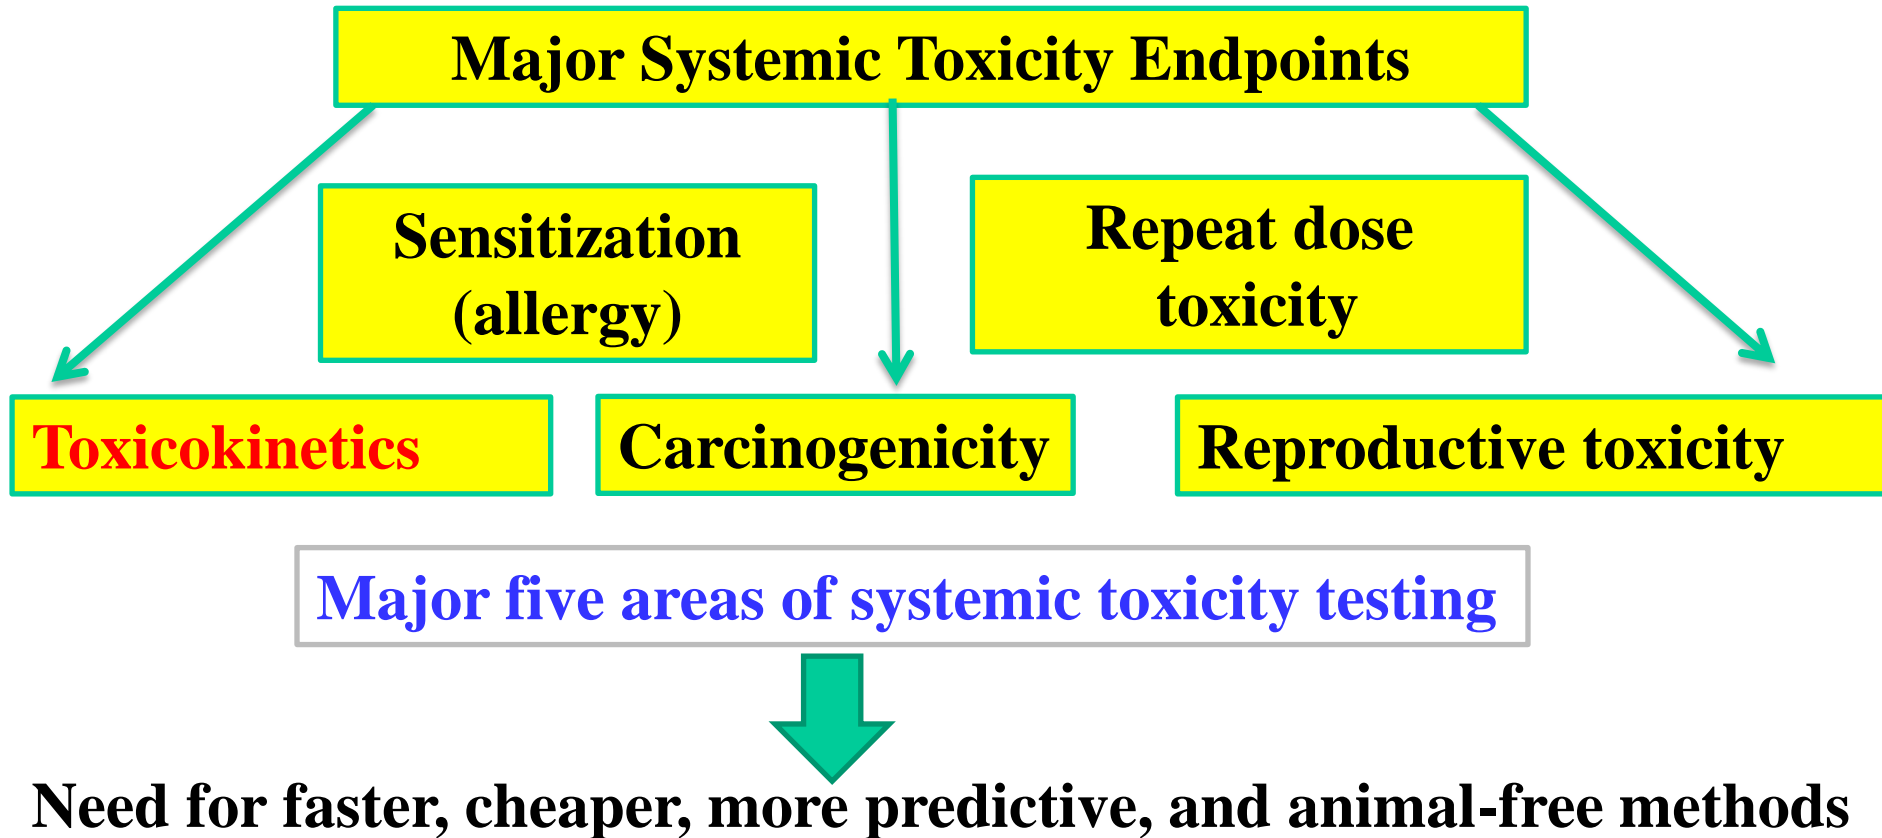 Major Systemic Toxicity Endpoints
Sensitization
(allergy)
Repeat dose
toxicity
Toxicokinetics
Carcinogenicity
Reproductive toxicity
Major five areas of systemic toxicity testing
Need for faster, cheaper, more predictive, and animal-free methods